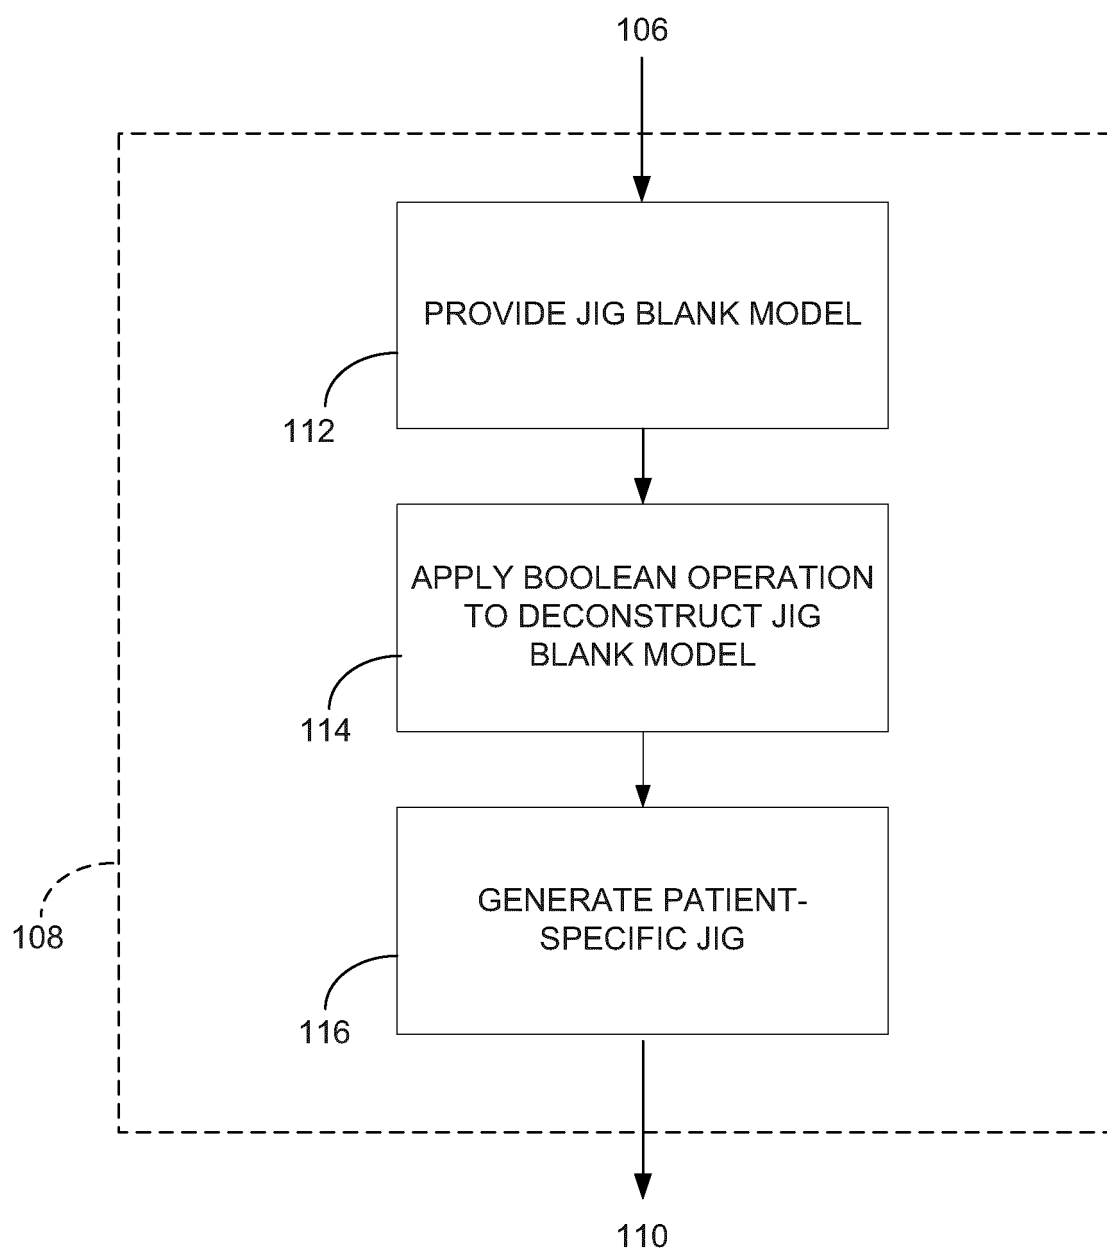 106
PROVIDE JIG BLANK MODEL
112
APPLY BOOLEAN OPERATION
TO DECONSTRUCT JIG
BLANK MODEL
114
GENERATE PATIENT-
SPECIFIC JIG
108
116
110